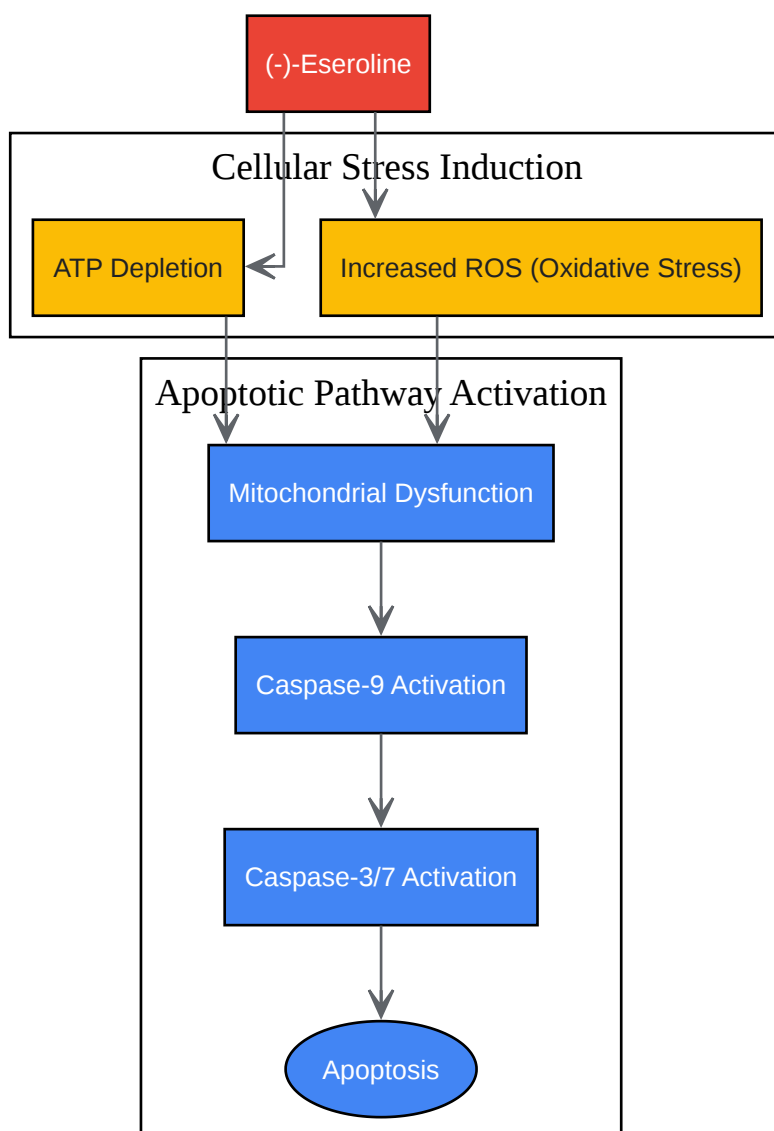 (-)-Eseroline
Cellular Stress Induction
ATP Depletion
Increased ROS (Oxidative Stress)
Apoptotic Pathway Activation
Mitochondrial Dysfunction
Caspase-9 Activation
Caspase-3/7 Activation
Apoptosis